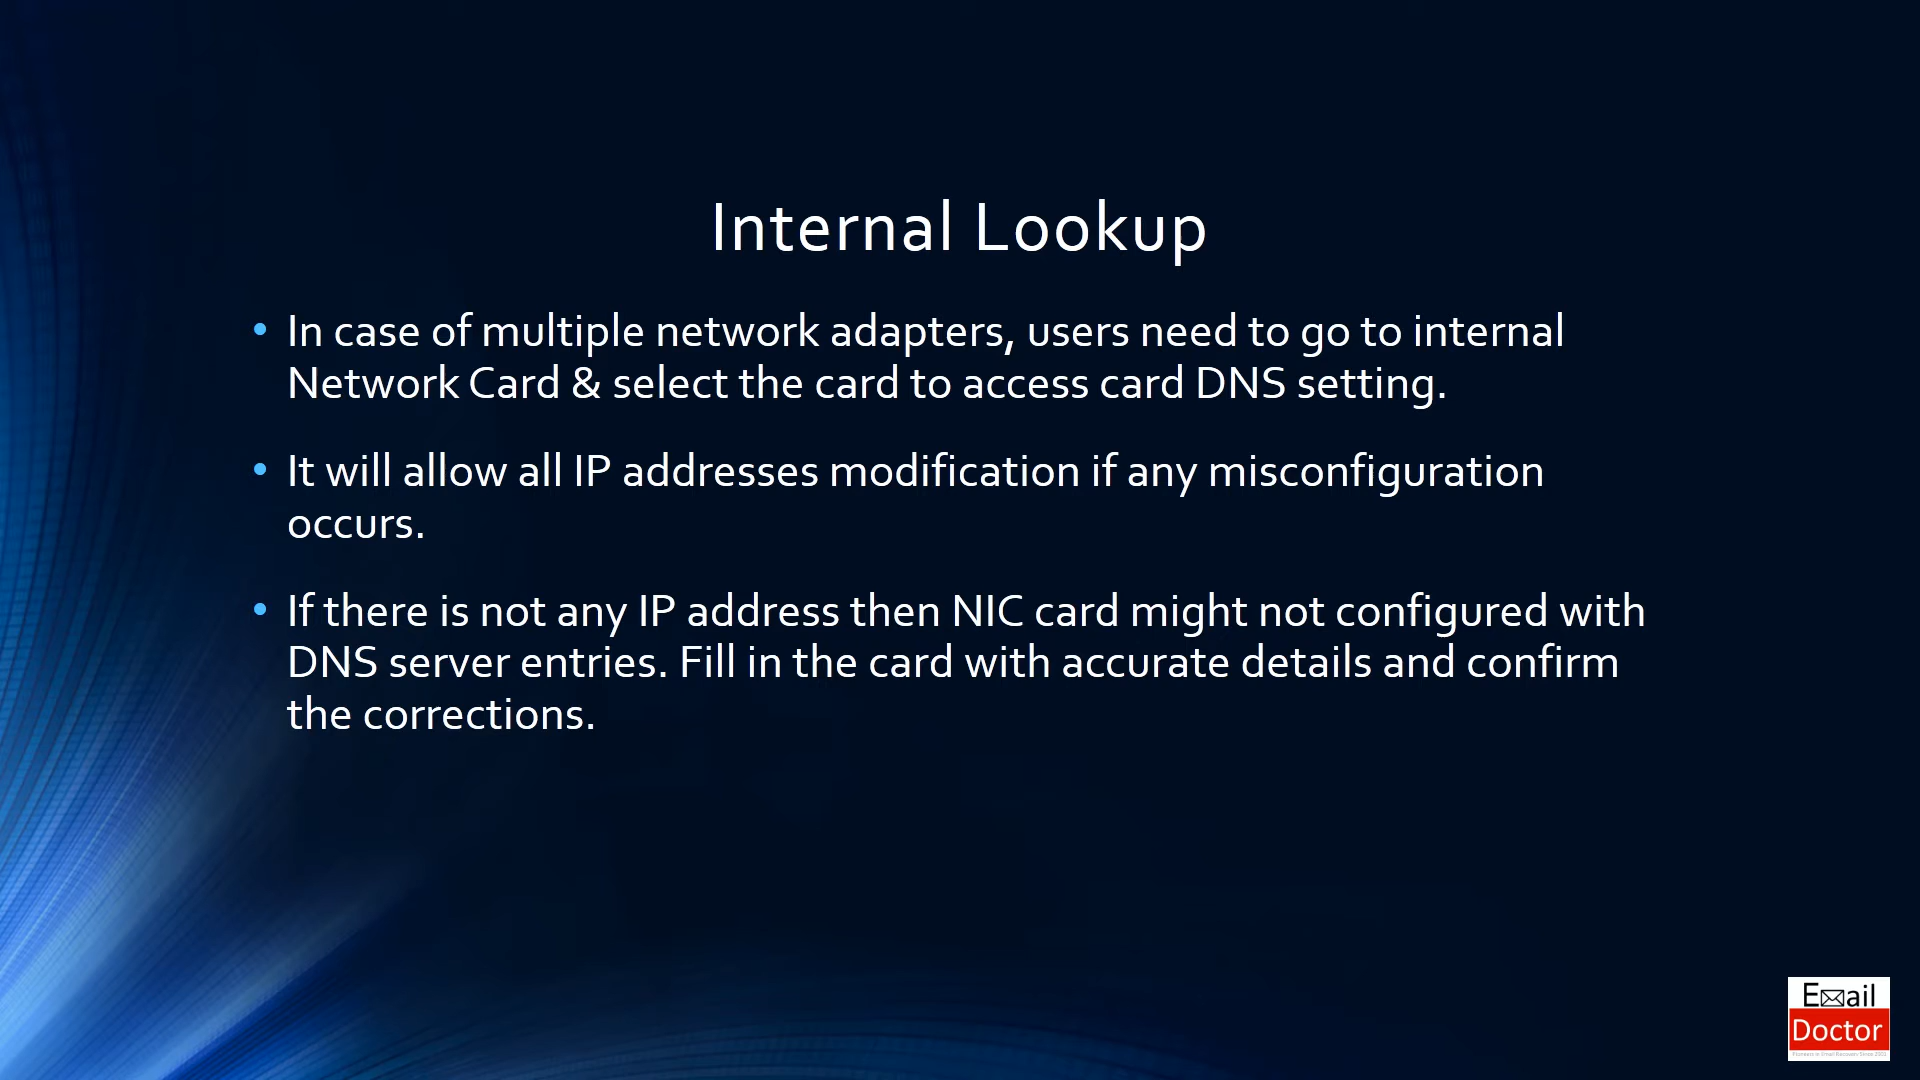 Internal Lookup
• In case of multiple network adapters, users need to go to internal
Network Card & select the card to access card DNS setting.
• It will allow all IP addresses modification if any misconfiguration
occurs.
• If there is not any IP address then NIC card might not configured with
DNS server entries. Fill in the card with accurate details and confirm
the corrections.
Email
Doctor